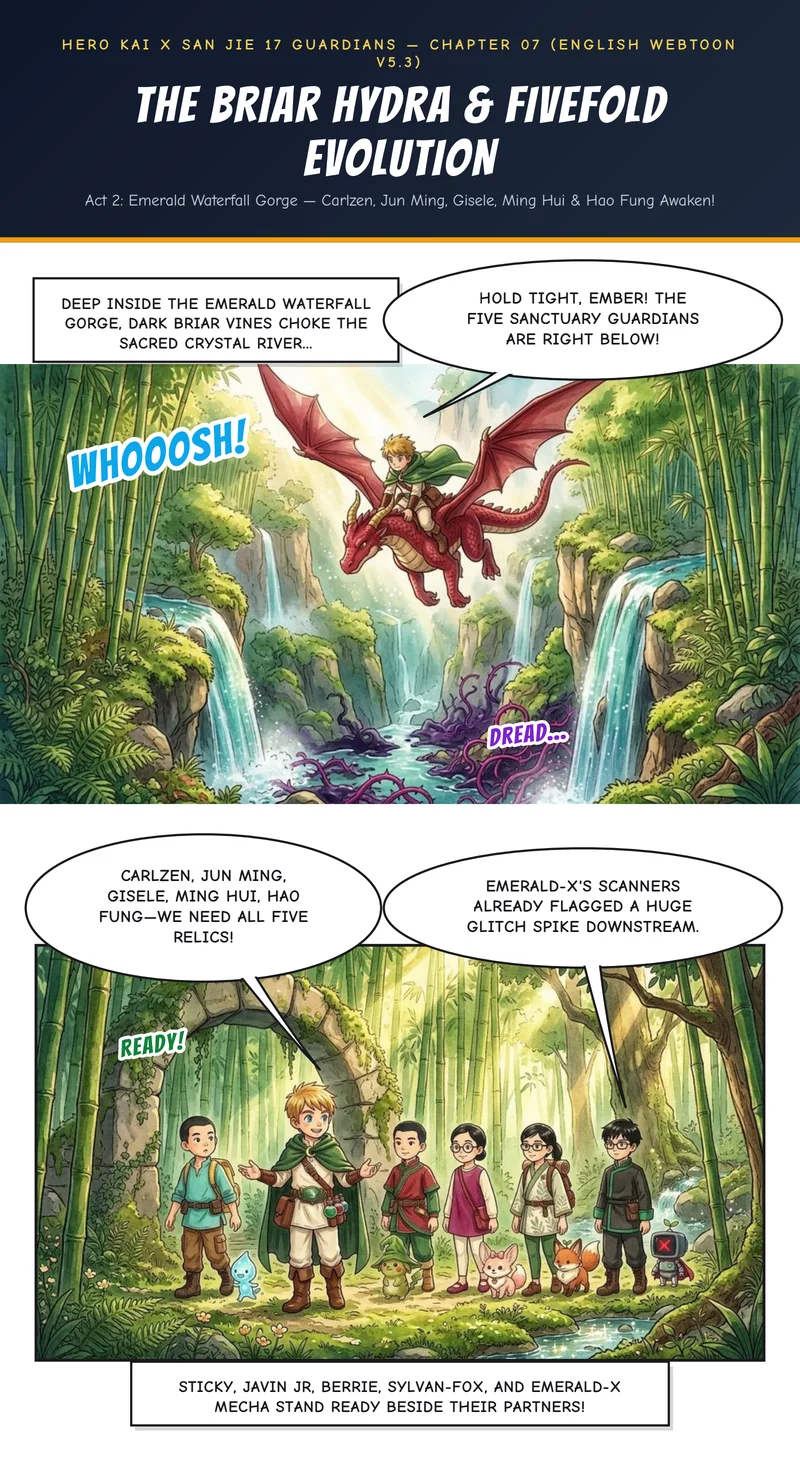 HERO KAI X SAN JIE 17 GUARDIANS — CHAPTER 07 (ENGLISH WEBTOON
V5.3)
THE BRIAR HYDRA & FIVEFOLD
EVOLUTION
Act 2: Emerald Waterfall Gorge — Carlzen, Jun Ming, Gisele, Ming Hui & Hao Fung Awaken!
DEEP INSIDE THE EMERALD WATERFALL
GORGE, DARK BRIAR VINES CHOKE THE
SACRED CRYSTAL RIVER...
HOLD TIGHT, EMBER! THE
FIVE SANCTUARY GUARDIANS
ARE RIGHT BELOW!
WHOOOSH!
DREAD...
CARLZEN, JUN MING,
GISELE, MING HUI, HAO
FUNG—WE NEED ALL FIVE
RELICS!
EMERALD-X'S SCANNERS
ALREADY FLAGGED A HUGE
GLITCH SPIKE DOWNSTREAM.
READY!
STICKY, JAVIN JR, BERRIE, SYLVAN-FOX, AND EMERALD-X
MECHA STAND READY BESIDE THEIR PARTNERS!